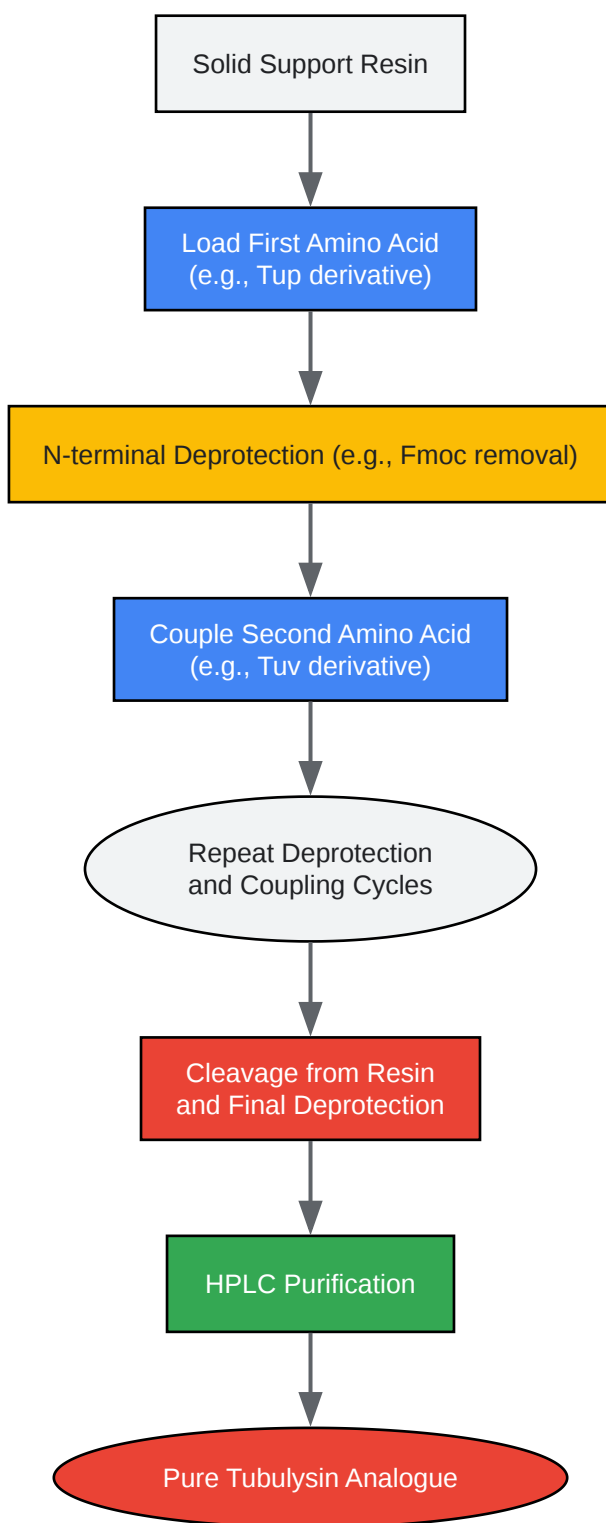 Solid Support Resin
Load First Amino Acid
(e.g., Tup derivative)
N-terminal Deprotection (e.g., Fmoc removal)
Couple Second Amino Acid
(e.g., Tuv derivative)
Repeat Deprotection
and Coupling Cycles
Cleavage from Resin
and Final Deprotection
HPLC Purification
Pure Tubulysin Analogue